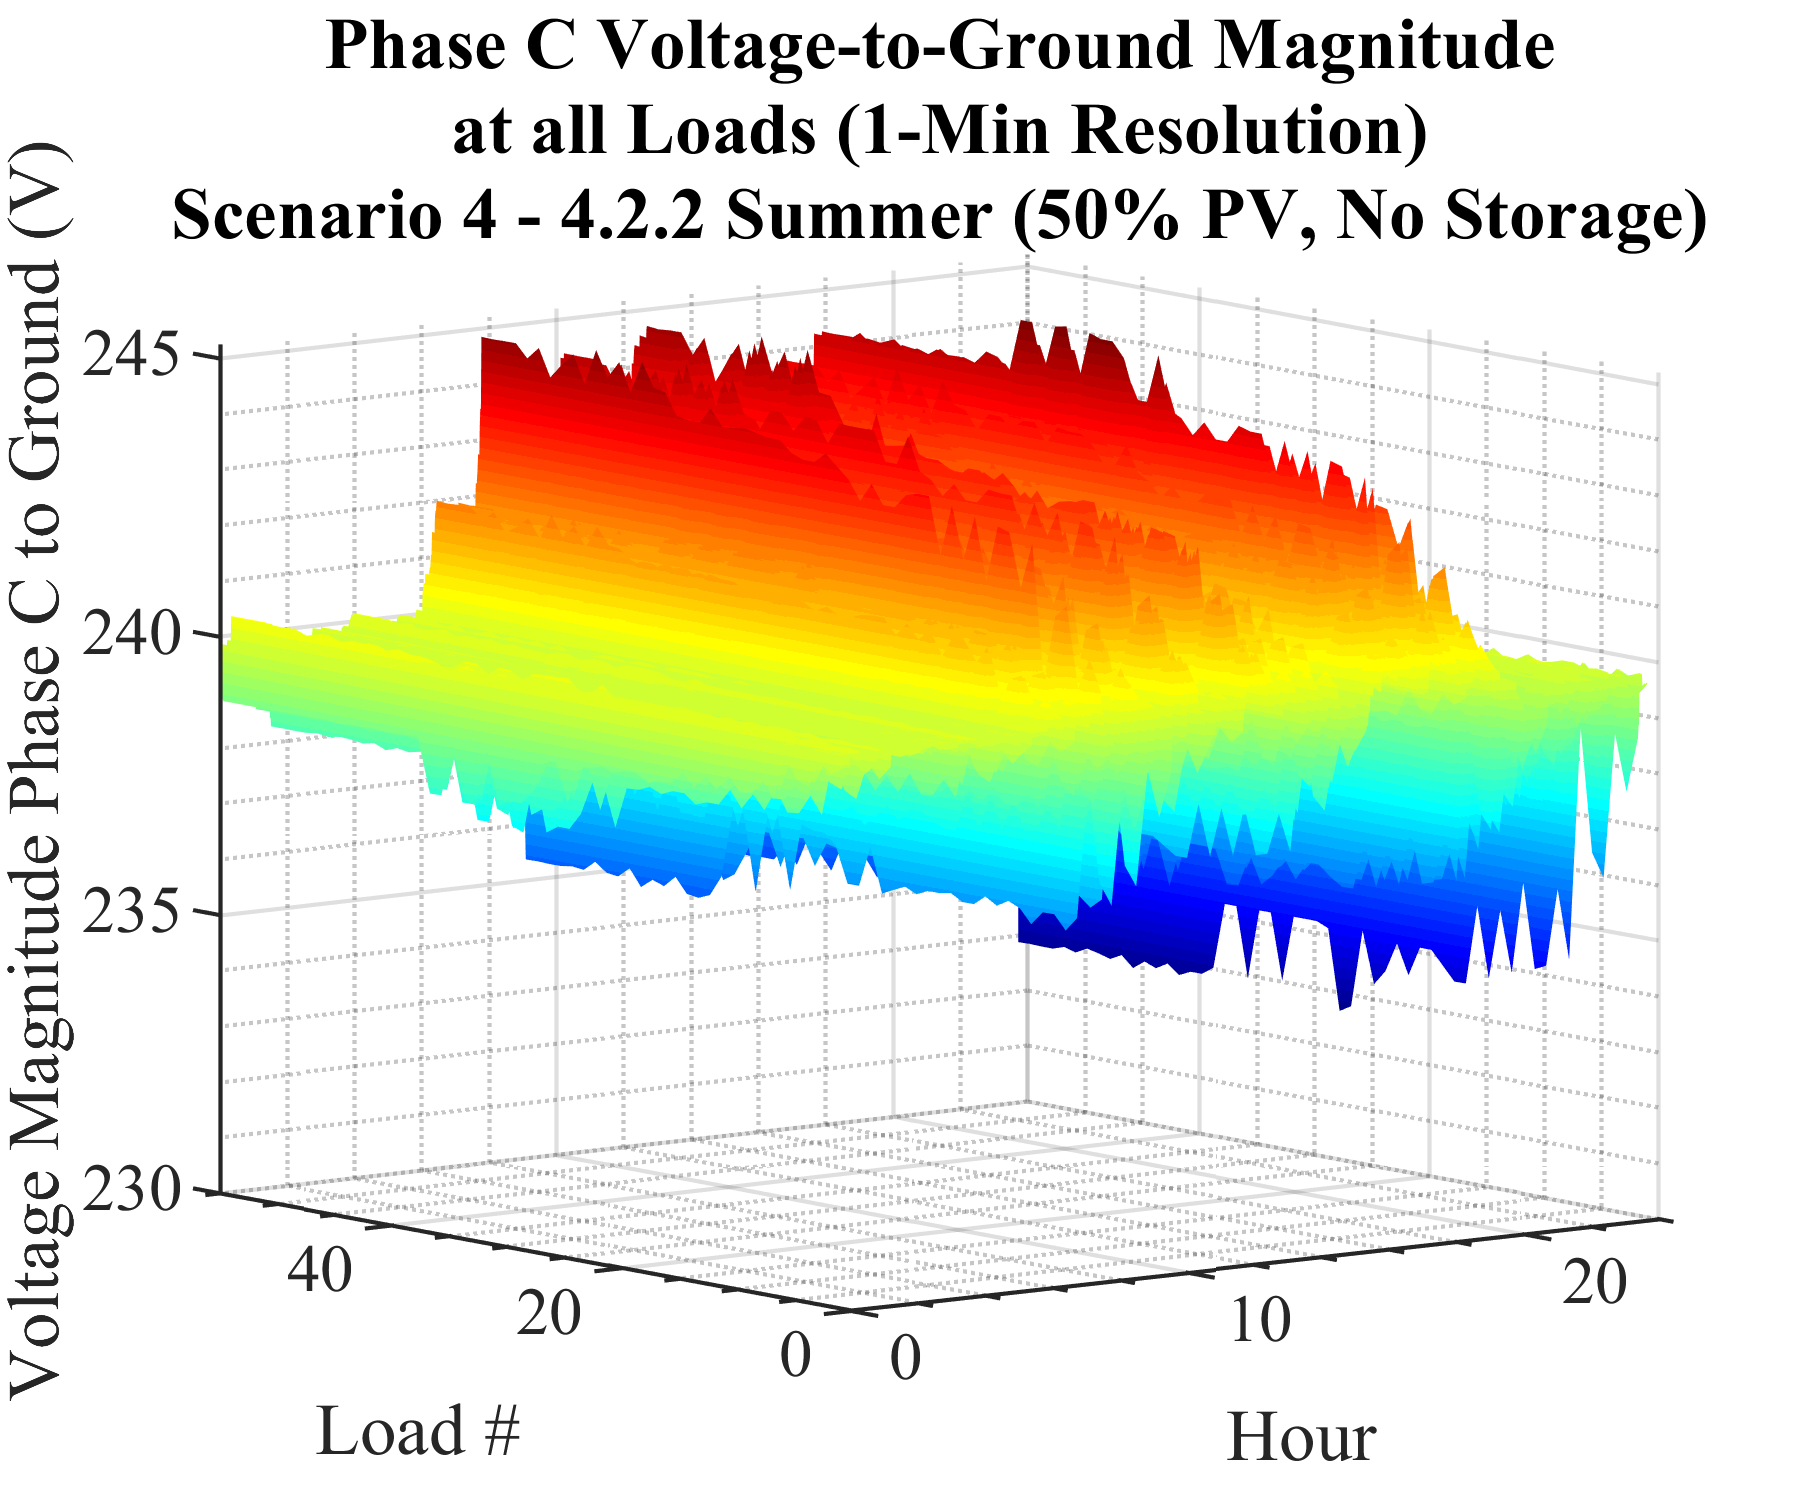 Phase C Voltage-to-Ground Magnitude
at all Loads (1-Min Resolution)
Scenario 4 - 4.2.2 Summer (50% PV, No Storage)
Voltage Magnitude Phase C to Ground (V)
245
240
235
230
40
20
0
0
10
20
Load #
Hour